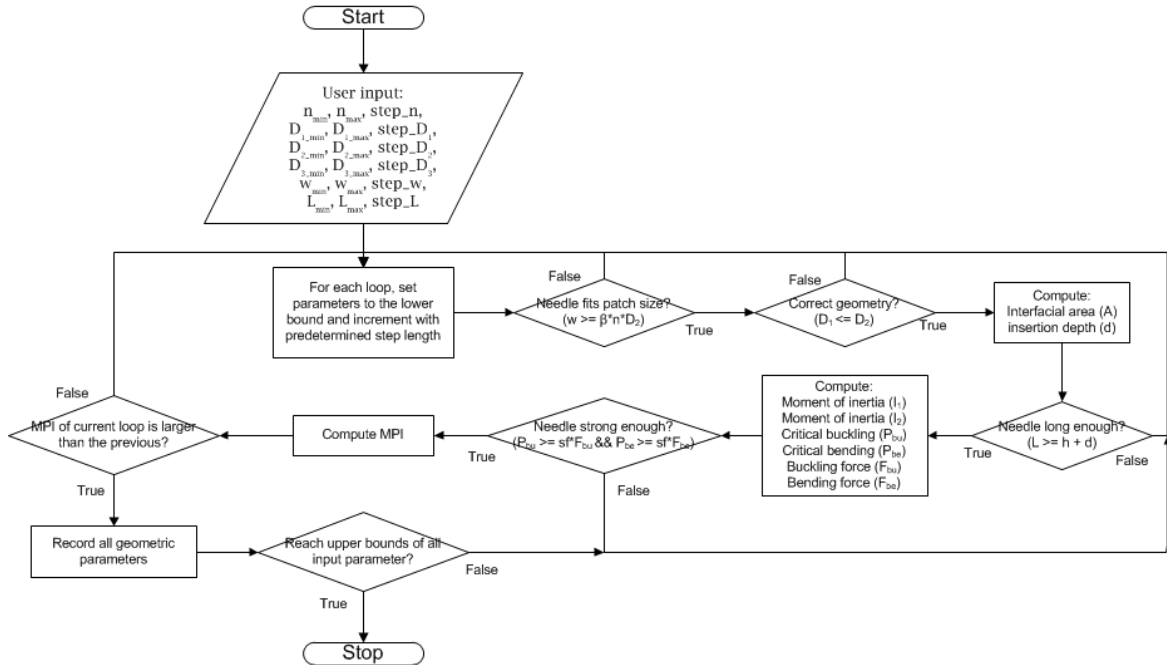 Start
User input:
n_min, n_max, step_n,
D_1_min, D_1_max, step_D_1,
D_2_min, D_2_max, step_D_2,
D_3_min, D_3_max, step_D_3,
w_min, w_max, step_w,
L_min, L_max, step_L
For each loop, set
parameters to the lower
bound and increment with
predetermined step length
False
Needle fits patch size?
(w >= β*n*D_2)
True
False
Correct geometry?
(D_1 <= D_2)
True
Compute:
Interfacial area (A)
insertion depth (d)
Needle long enough?
(L >= h + d)
True
False
Compute:
Moment of inertia (I_1)
Moment of inertia (I_2)
Critical buckling (P_bu)
Critical bending (P_be)
Buckling force (F_bu)
Bending force (F_be)
Needle strong enough?
(P_bu >= sf*F_bu && P_be >= sf*F_be)
True
False
Compute MPI
False
MPI of current loop is larger
than the previous?
True
Record all geometric
parameters
Reach upper bounds of all
input parameter?
False
True
Stop